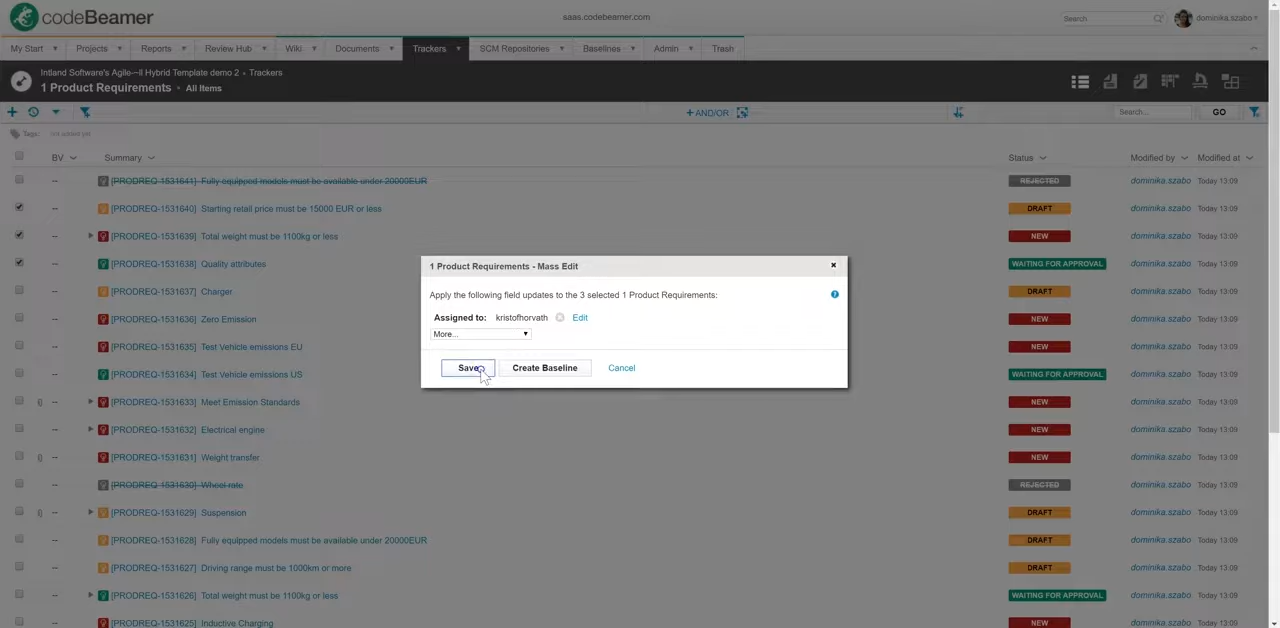 codeBeamer
saas.codebeamer.com
Search
dominika.szabo
My Start Projects Reports Review Hub Wiki Documents Trackers SCM Repositories Baselines Admin Trash
Intland Software's Agile—II Hybrid Template demo 2 Trackers
1 Product Requirements • All Items
+ AND/OR
Search...
GO
Tags: not added yet
BV Summary Status Modified by Modified at
-- [PRODREQ-1531641] Fully equipped models must be available under 20000EUR REJECTED dominika.szabo Today 13:09
-- [PRODREQ-1531640] Starting retail price must be 15000 EUR or less DRAFT dominika.szabo Today 13:09
-- [PRODREQ-1531639] Total weight must be 1100kg or less NEW dominika.szabo Today 13:09
-- [PRODREQ-1531638] Quality attributes WAITING FOR APPROVAL dominika.szabo Today 13:09
-- [PRODREQ-1531637] Charger DRAFT dominika.szabo Today 13:09
-- [PRODREQ-1531636] Zero Emission NEW dominika.szabo Today 13:09
-- [PRODREQ-1531635] Test Vehicle emissions EU NEW dominika.szabo Today 13:09
-- [PRODREQ-1531634] Test Vehicle emissions US WAITING FOR APPROVAL dominika.szabo Today 13:09
-- [PRODREQ-1531633] Meet Emission Standards NEW dominika.szabo Today 13:09
-- [PRODREQ-1531632] Electrical engine NEW dominika.szabo Today 13:09
-- [PRODREQ-1531631] Weight transfer NEW dominika.szabo Today 13:09
-- [PRODREQ-1531630] Wheel rate REJECTED dominika.szabo Today 13:09
-- [PRODREQ-1531629] Suspension DRAFT dominika.szabo Today 13:09
-- [PRODREQ-1531628] Fully equipped models must be available under 20000EUR DRAFT dominika.szabo Today 13:09
-- [PRODREQ-1531627] Driving range must be 1000km or more DRAFT dominika.szabo Today 13:09
-- [PRODREQ-1531626] Total weight must be 1100kg or less WAITING FOR APPROVAL dominika.szabo Today 13:09
-- [PRODREQ-1531625] Inductive Charging NEW dominika.szabo Today 13:09
1 Product Requirements - Mass Edit
Apply the following field updates to the 3 selected 1 Product Requirements:
Assigned to: kristofhorvath Edit
More...
Save Create Baseline Cancel